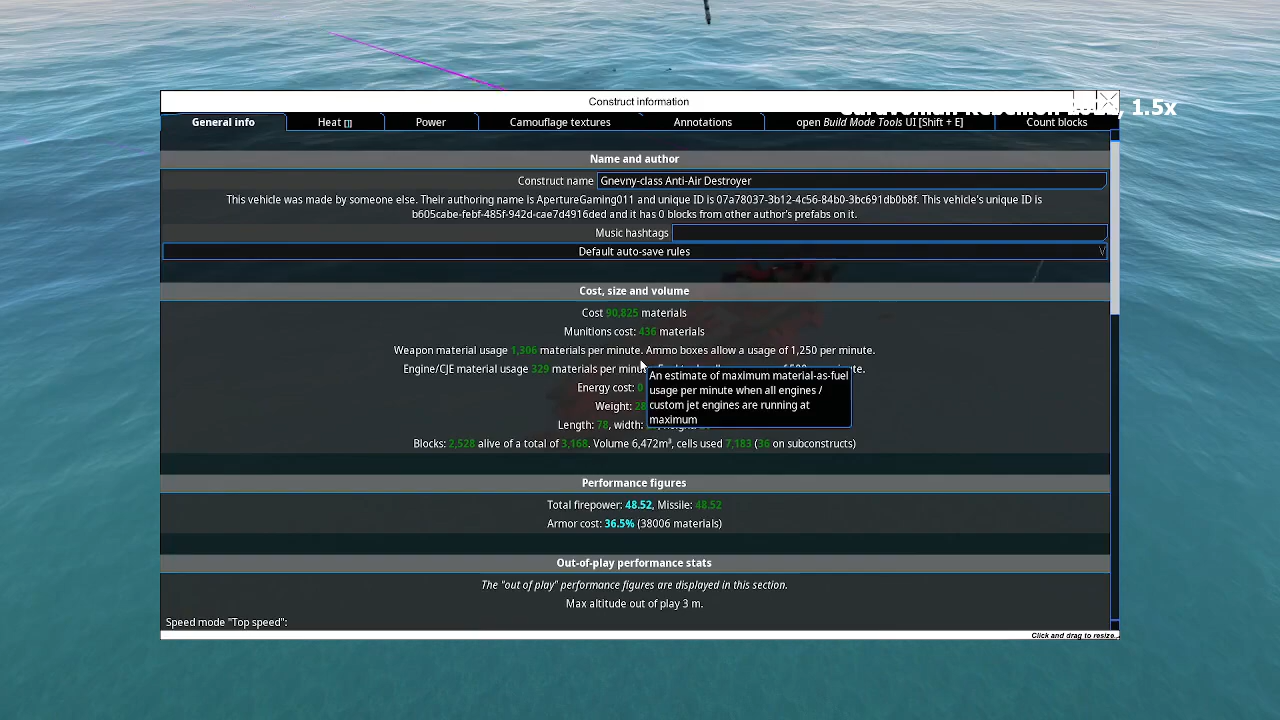 Construct information
Rebellion 2022, 1.5x
General info
Heat []
Power
Camouflage textures
Annotations
open Build Mode Tools UI [Shift + E]
Count blocks
Name and author
Construct name Gnevny-class Anti-Air Destroyer
This vehicle was made by someone else. Their authoring name is ApertureGaming011 and unique ID is 07a78037-3b12-4c56-84b0-3bc691db0b8f. This vehicle's unique ID is
b605cabe-febf-485f-942d-cae7d4916ded and it has 0 blocks from other author's prefabs on it.
Music hashtags
Default auto-save rules
Cost, size and volume
Cost 90,825 materials
Munitions cost: 436 materials
Weapon material usage 1,306 materials per minute. Ammo boxes allow a usage of 1,250 per minute.
Engine/CJE material usage 329 materials per
An estimate of maximum material-as-fuel
usage per minute when all engines /
custom jet engines are running at
maximum
Energy cost: 0
Weight:
Length: 78, width:
Blocks: 2,528 alive of a total of 3,168. Volume 6,472m³, cells used 7,183 (36 on subconstructs)
Performance figures
Total firepower: 48.52, Missile: 48.52
Armor cost: 36.5% (38006 materials)
Out-of-play performance stats
The "out of play" performance figures are displayed in this section.
Max altitude out of play 3 m.
Speed mode "Top speed":
Click and drag to resize..